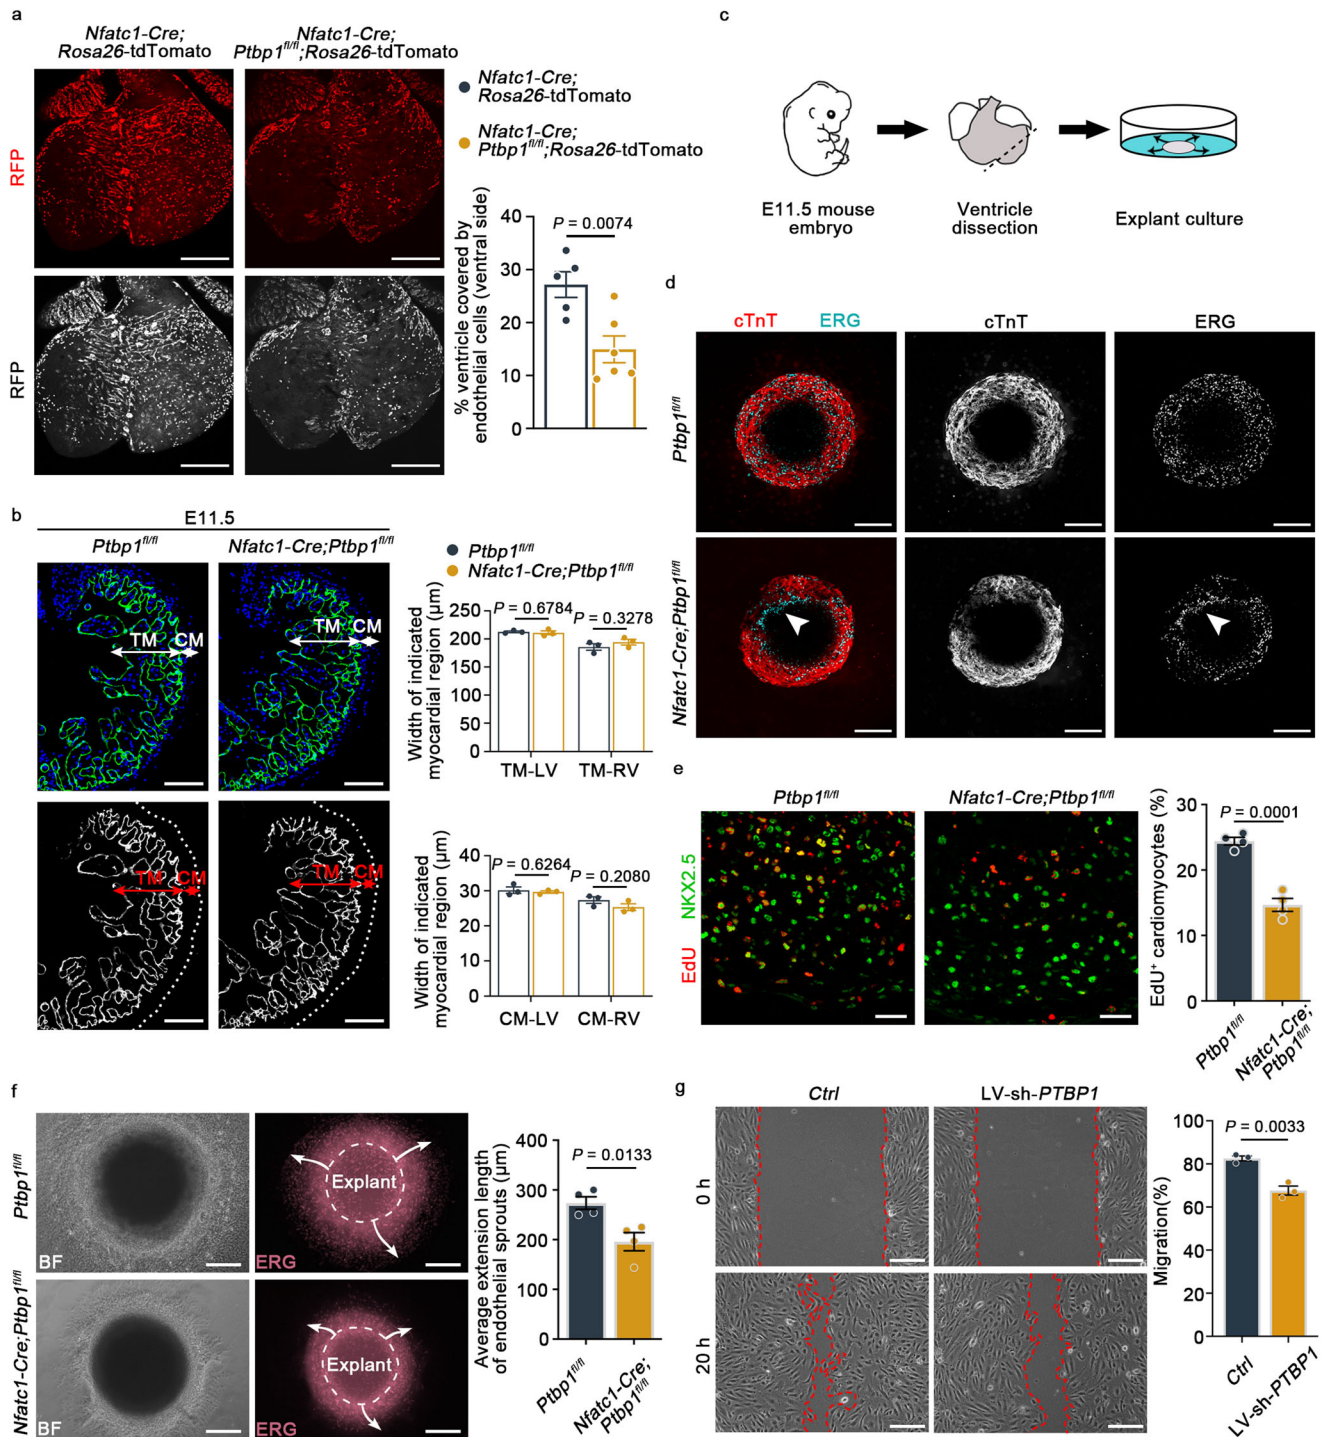 a
Nfatc1-Cre;
Rosa26-tdTomato
Nfatc1-Cre;
Ptbp1fl/fl;Rosa26-tdTomato
RFP
RFP
Nfatc1-Cre;
Rosa26-tdTomato
Nfatc1-Cre;
Ptbp1fl/fl;Rosa26-tdTomato
% ventricle covered by
endothelial cells (ventral side)
P = 0.0074
40
30
20
10
0
b
E11.5
Ptbp1fl/fl
Nfatc1-Cre;Ptbp1fl/fl
TM
CM
TM
CM
TM
CM
TM
CM
Ptbp1fl/fl
Nfatc1-Cre;Ptbp1fl/fl
Width of indicated
myocardial region (µm)
250
200
150
100
50
0
P = 0.6784
P = 0.3278
TM-LV
TM-RV
Width of indicated
myocardial region (µm)
60
40
20
0
P = 0.6264
P = 0.2080
CM-LV
CM-RV
c
E11.5 mouse
embryo
Ventricle
dissection
Explant culture
d
cTnT
ERG
cTnT
ERG
Ptbp1fl/fl
Nfatc1-Cre;Ptbp1fl/fl
e
Ptbp1fl/fl
Nfatc1-Cre;Ptbp1fl/fl
EdU NKX2.5
EdU+ cardiomyocytes (%)
30
20
10
0
P = 0.0001
Ptbp1fl/fl
Nfatc1-Cre;
Ptbp1fl/fl
f
Ptbp1fl/fl
Nfatc1-Cre;Ptbp1fl/fl
BF
Explant
ERG
BF
Explant
ERG
Average extension length
of endothelial sprouts (µm)
400
300
200
100
0
P = 0.0133
Ptbp1fl/fl
Nfatc1-Cre;
Ptbp1fl/fl
g
Ctrl
LV-sh-PTBP1
0 h
20 h
Migration(%)
100
80
60
40
20
0
P = 0.0033
Ctrl
LV-sh-PTBP1